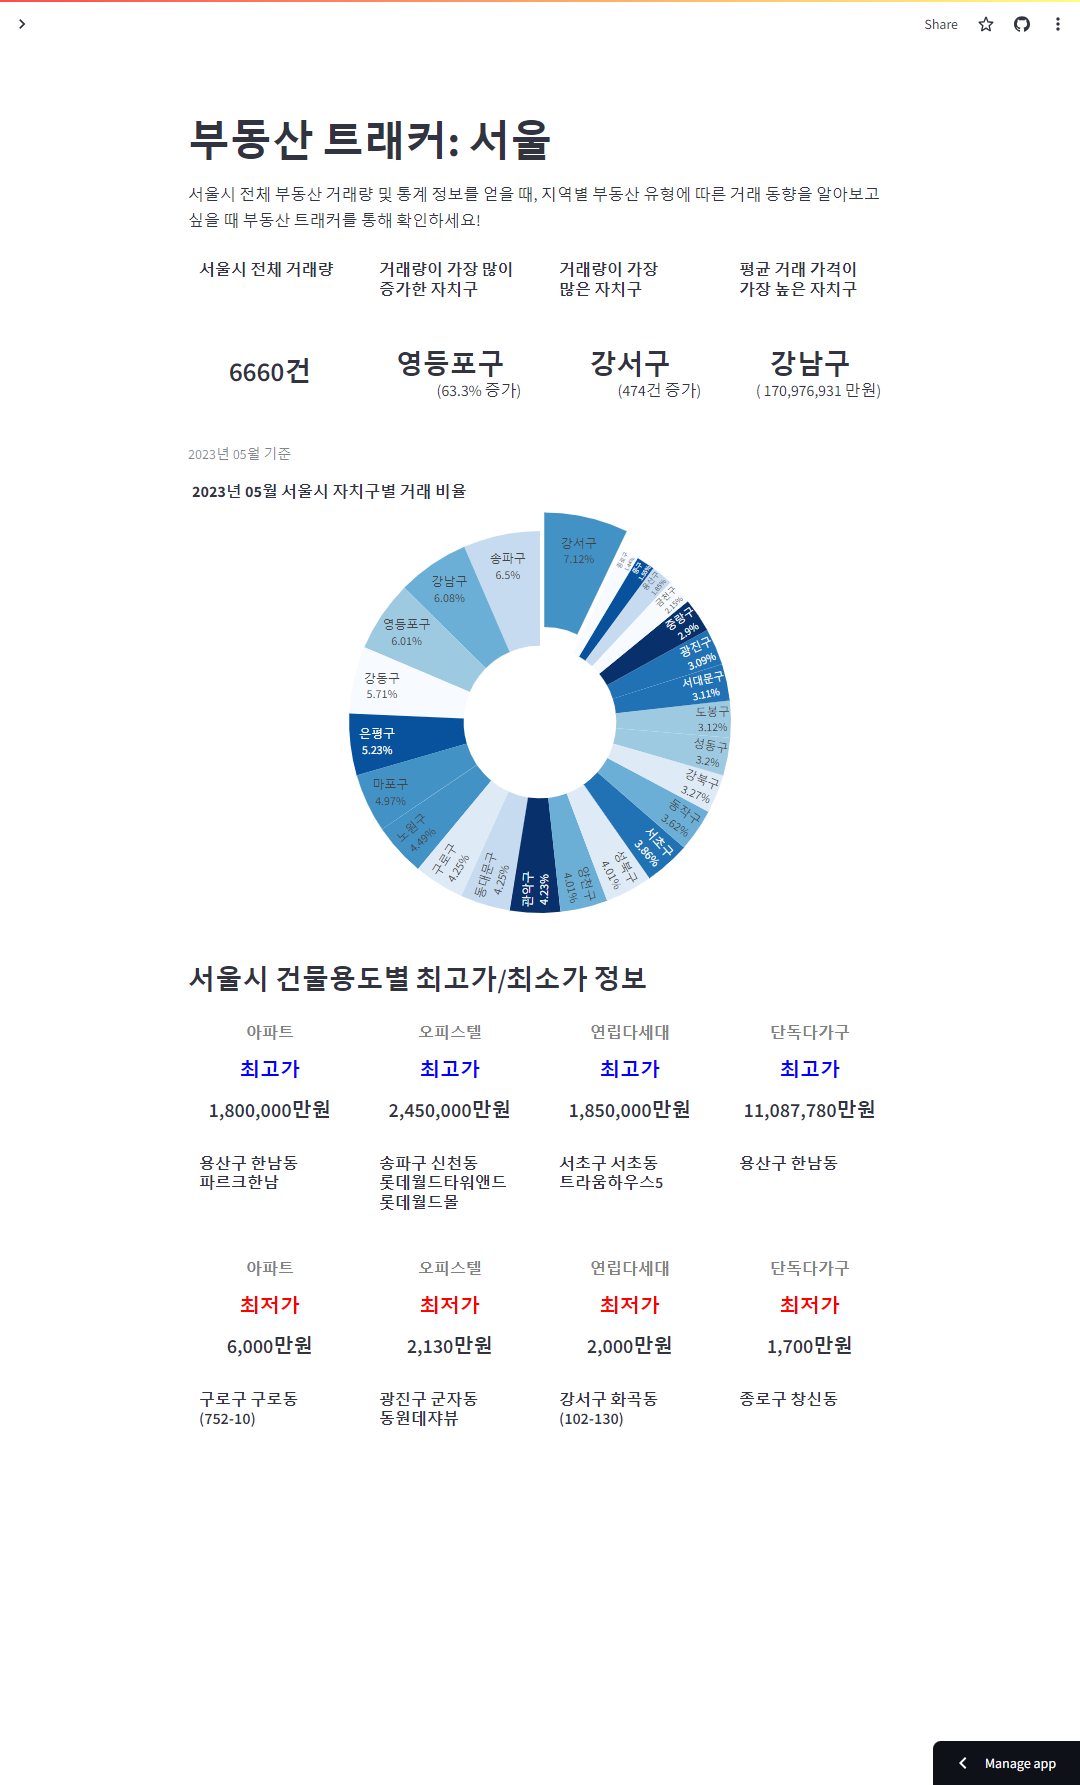 Share
부동산 트래커: 서울
서울시 전체 부동산 거래량 및 통계 정보를 얻을 때, 지역별 부동산 유형에 따른 거래 동향을 알아보고
싶을 때 부동산 트래커를 통해 확인하세요!
서울시 전체 거래량
6660건
거래량이 가장 많이
증가한 자치구
영등포구
(63.3% 증가)
거래량이 가장
많은 자치구
강서구
(474건 증가)
평균 거래 가격이
가장 높은 자치구
강남구
( 170,976,931 만원)
2023년 05월 기준
2023년 05월 서울시 자치구별 거래 비율
강서구
7.12%
종로구
1.44%
중구
용산구
1.85%
금천구
2.15%
중랑구
2.9%
광진구
3.09%
서대문구
3.11%
도봉구
3.12%
성동구
3.2%
강북구
3.27%
동작구
3.62%
서초구
3.86%
성북구
4.01%
양천구
4.01%
관악구
4.23%
동대문구
4.25%
구로구
4.25%
노원구
4.49%
마포구
4.97%
은평구
5.23%
강동구
5.71%
영등포구
6.01%
강남구
6.08%
송파구
6.5%
서울시 건물용도별 최고가/최소가 정보
아파트
최고가
1,800,000만원
용산구 한남동
파르크한남
오피스텔
최고가
2,450,000만원
송파구 신천동
롯데월드타워앤드
롯데월드몰
연립다세대
최고가
1,850,000만원
서초구 서초동
트라움하우스5
단독다가구
최고가
11,087,780만원
용산구 한남동
아파트
최저가
6,000만원
구로구 구로동
(752-10)
오피스텔
최저가
2,130만원
광진구 군자동
동원데쟈뷰
연립다세대
최저가
2,000만원
강서구 화곡동
(102-130)
단독다가구
최저가
1,700만원
종로구 창신동
Manage app